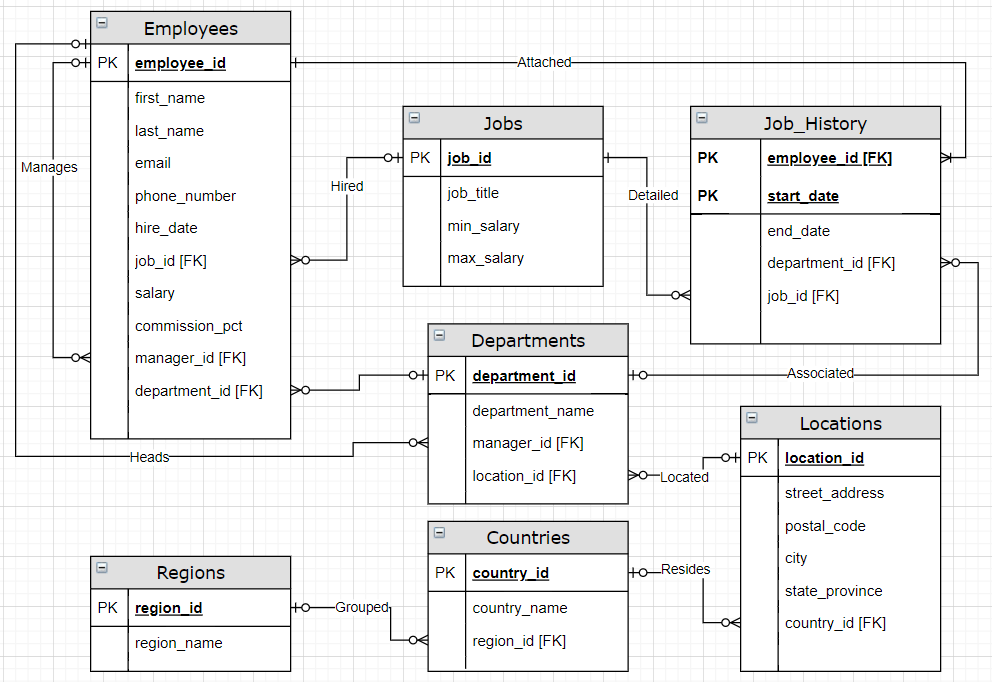 Employees
PK employee_id
first_name
last_name
email
phone_number
hire_date
job_id [FK]
salary
commission_pct
manager_id [FK]
department_id [FK]
Manages
Attached
Hired
Jobs
PK job_id
job_title
min_salary
max_salary
Detailed
Job_History
PK employee_id [FK]
PK start_date
end_date
department_id [FK]
job_id [FK]
Departments
PK department_id
department_name
manager_id [FK]
location_id [FK]
Associated
Heads
Located
Locations
PK location_id
street_address
postal_code
city
state_province
country_id [FK]
Countries
PK country_id
country_name
region_id [FK]
Resides
Regions
PK region_id
region_name
Grouped